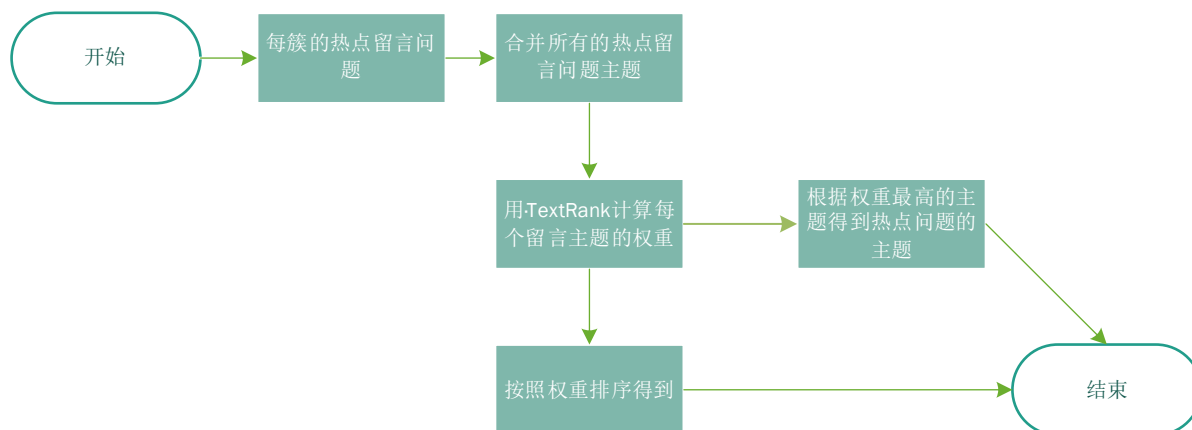 开始
每簇的热点留言问
题
合并所有的热点留
言问题主题
用·TextRank计算每
个留言主题的权重
根据权重最高的主
题得到热点问题的
主题
按照权重排序得到
结束